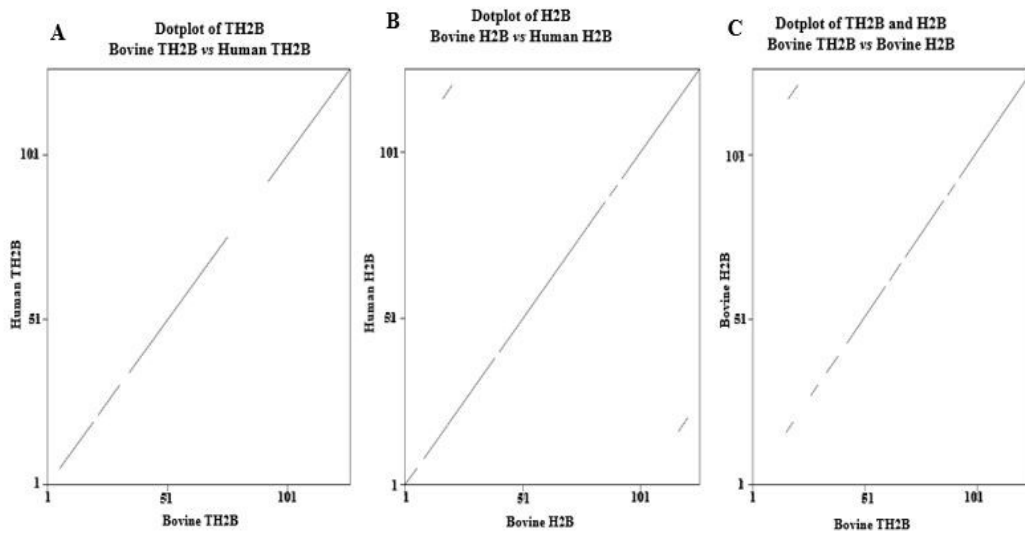 A
Dotplot of TH2B
Bovine TH2B vs Human TH2B
Human TH2B
101
51
1
1
51
101
Bovine TH2B
B
Dotplot of H2B
Bovine H2B vs Human H2B
Human H2B
101
51
1
1
51
101
Bovine H2B
C
Dotplot of TH2B and H2B
Bovine TH2B vs Bovine H2B
Bovine H2B
101
51
1
1
51
101
Bovine TH2B